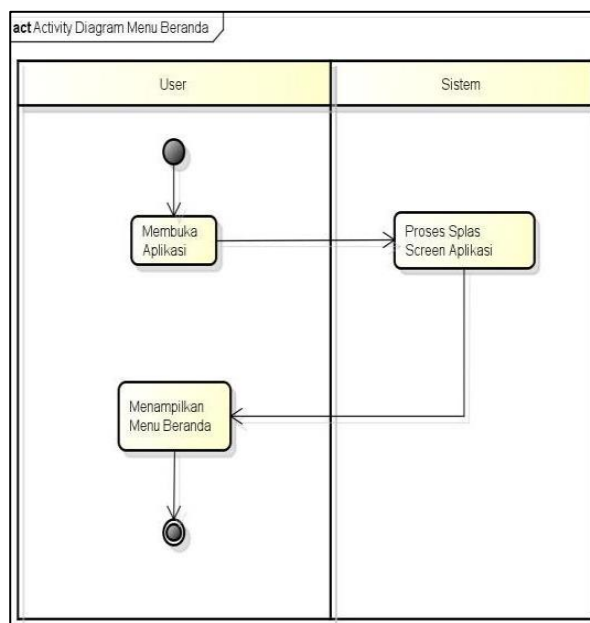 act Activity Diagram Menu Beranda
User
Sistem
Membuka
Aplikasi
Proses Splas
Screen Aplikasi
Menampilkan
Menu Beranda